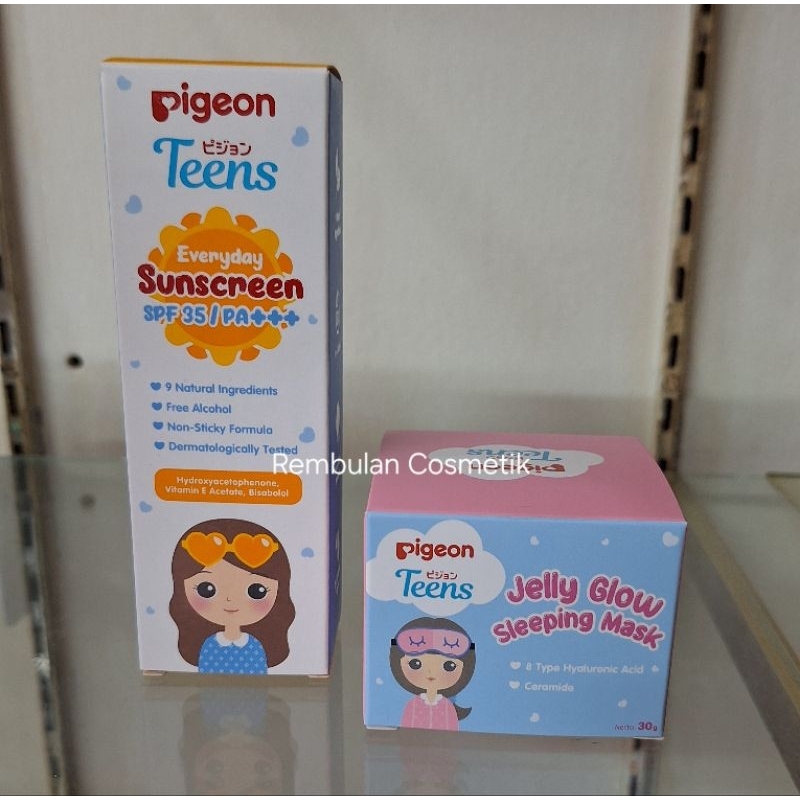 Pigeon
ピジョン
Teens
Everyday
Sunscreen
SPF 35 / PA+++
9 Natural Ingredients
Free Alcohol
Non-Sticky Formula
Dermatologically Tested
Hydroxyacetophenone,
Vitamin E Acetate, Bisabolol
Rembulan Cosmetik
Pigeon
Teens
Pigeon
ピジョン
Teens
Jelly Glow
Sleeping Mask
8 Type Hyaluronic Acid
Ceramide
Netto: 30g